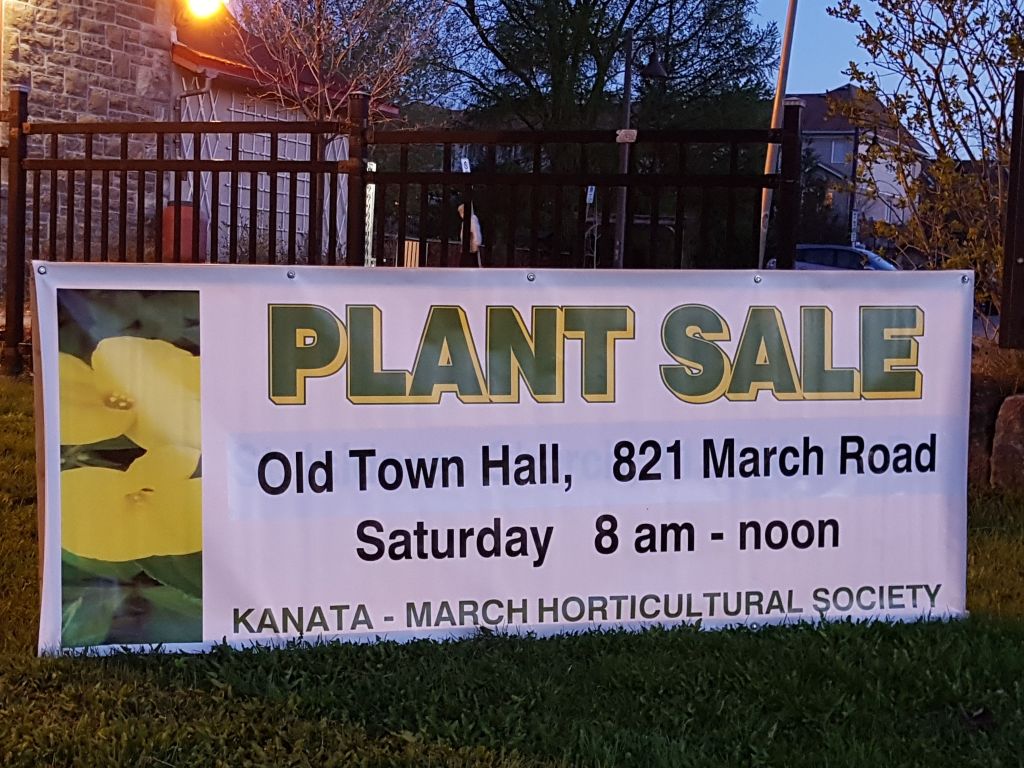 PLANT SALE
Old Town Hall, 821 March Road
Saturday 8 am - noon
KANATA - MARCH HORTICULTURAL SOCIETY